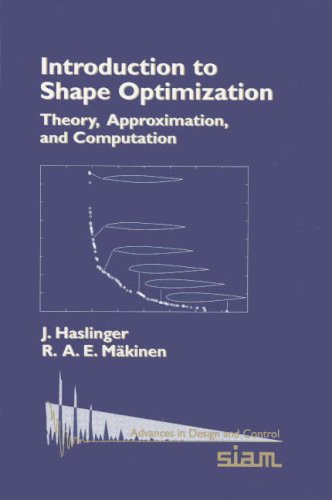 Introduction to
Shape Optimization
Theory, Approximation,
and Computation
J. Haslinger
R. A. E. Mäkinen
Advances in Design and Control
siam